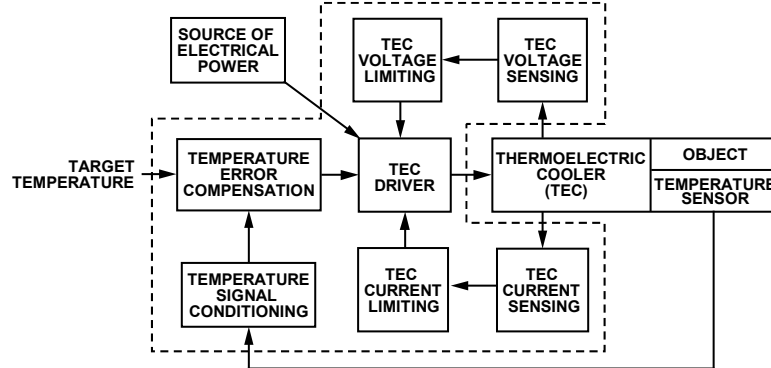 SOURCE OF
ELECTRICAL
POWER
TEC
VOLTAGE
LIMITING
TEC
VOLTAGE
SENSING
TARGET
TEMPERATURE
TEMPERATURE
ERROR
COMPENSATION
TEC
DRIVER
THERMOELECTRIC
COOLER
(TEC)
OBJECT
TEMPERATURE
SENSOR
TEMPERATURE
SIGNAL
CONDITIONING
TEC
CURRENT
LIMITING
TEC
CURRENT
SENSING